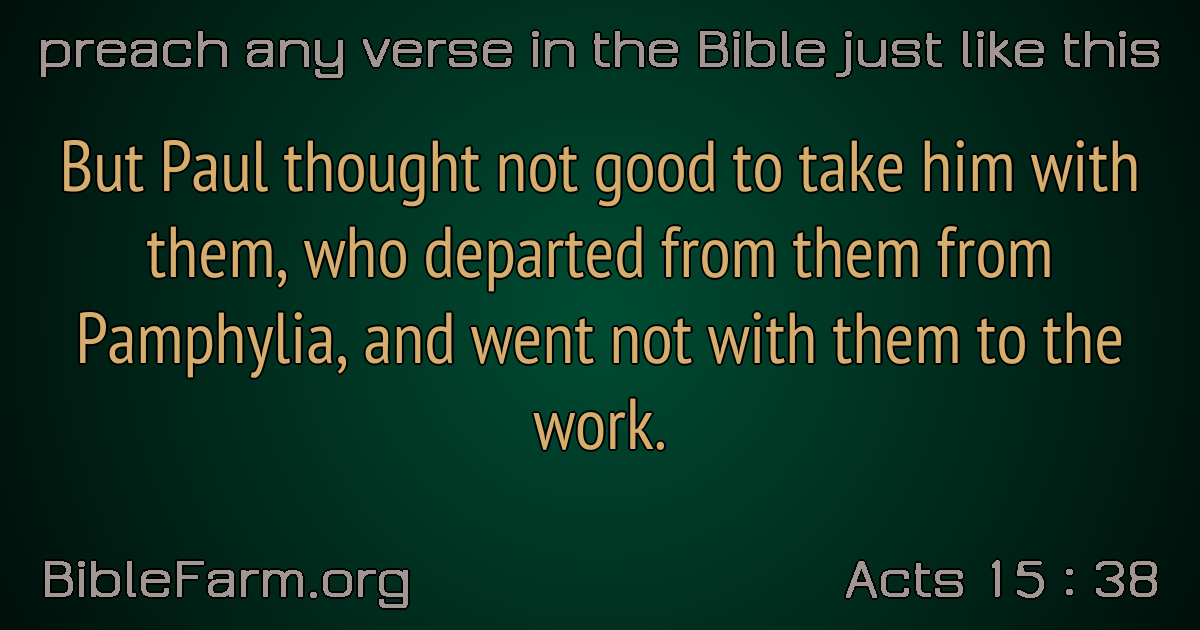 preach any verse in the Bible just like this
But Paul thought not good to take him with
them, who departed from them from
Pamphylia, and went not with them to the
work.
BibleFarm.org
Acts 15 : 38